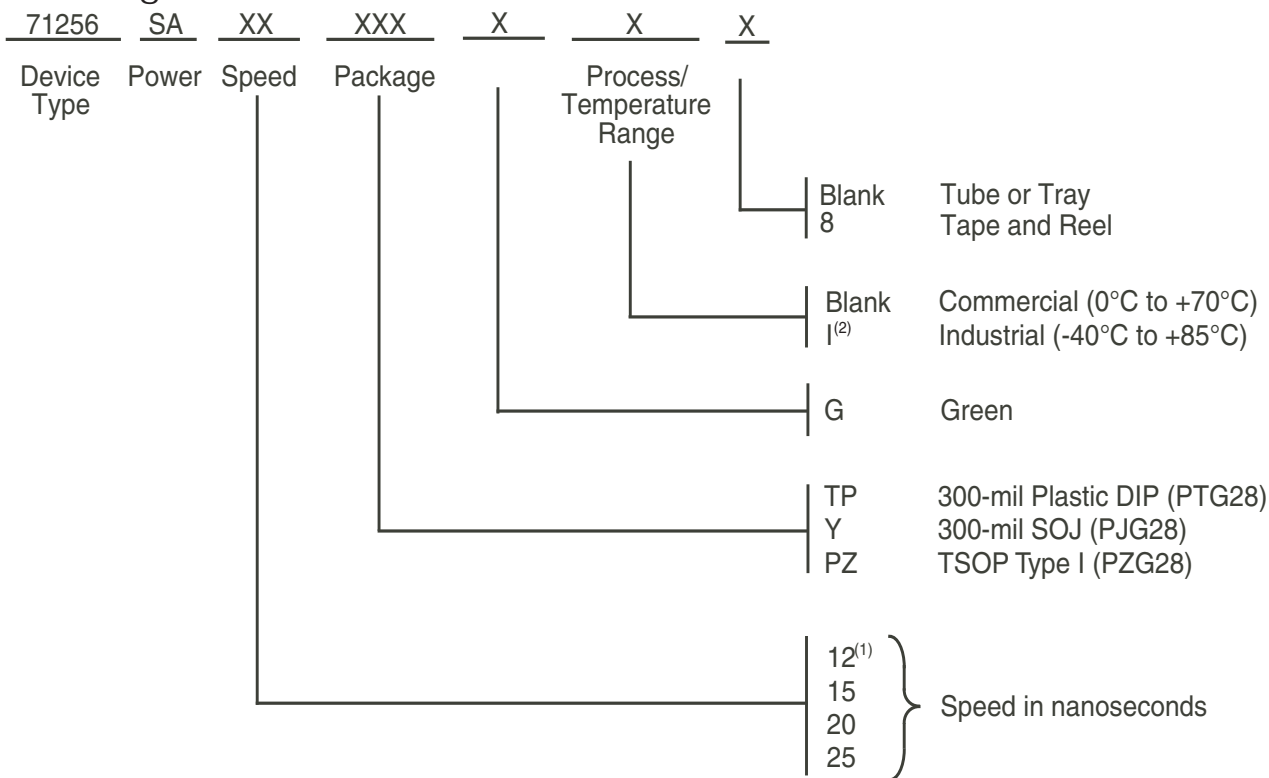 71256 SA XX XXX X X X
Device Type
Power
Speed
Package
Process/
Temperature
Range
Blank Tube or Tray
8 Tape and Reel
Blank Commercial (0°C to +70°C)
I(2) Industrial (-40°C to +85°C)
G Green
TP 300-mil Plastic DIP (PTG28)
Y 300-mil SOJ (PJG28)
PZ TSOP Type I (PZG28)
12(1)
15
20
25
Speed in nanoseconds